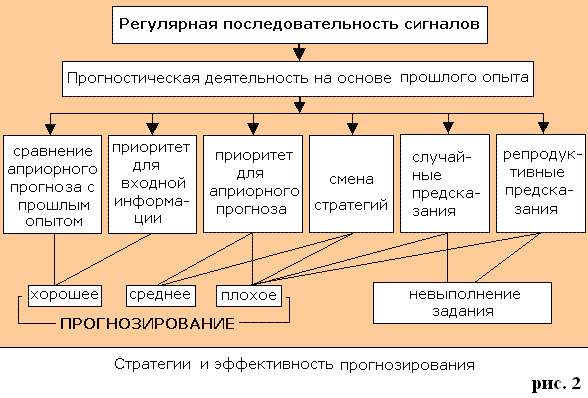 Регулярная последовательность сигналов
Прогностическая деятельность на основе прошлого опыта
сравнение
априорного
прогноза с
прошлым
опытом
приоритет
для
входной
информа-
ции
приоритет
для
априорного
прогноза
смена
стратегий
случай-
ные
предска-
зания
репродук-
тивные
предска-
зания
хорошее
среднее
плохое
невыполнение
задания
ПРОГНОЗИРОВАНИЕ
Стратегии и эффективность прогнозирования
рис. 2